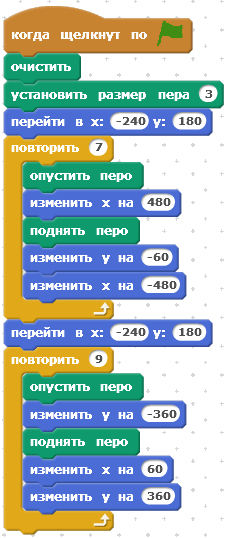 когда щелкнут по
очистить
установить размер пера 3
перейти в x: -240 y: 180
повторить 7
опустить перо
изменить x на 480
поднять перо
изменить y на -60
изменить x на -480
перейти в x: -240 y: 180
повторить 9
опустить перо
изменить y на -360
поднять перо
изменить x на 60
изменить y на 360